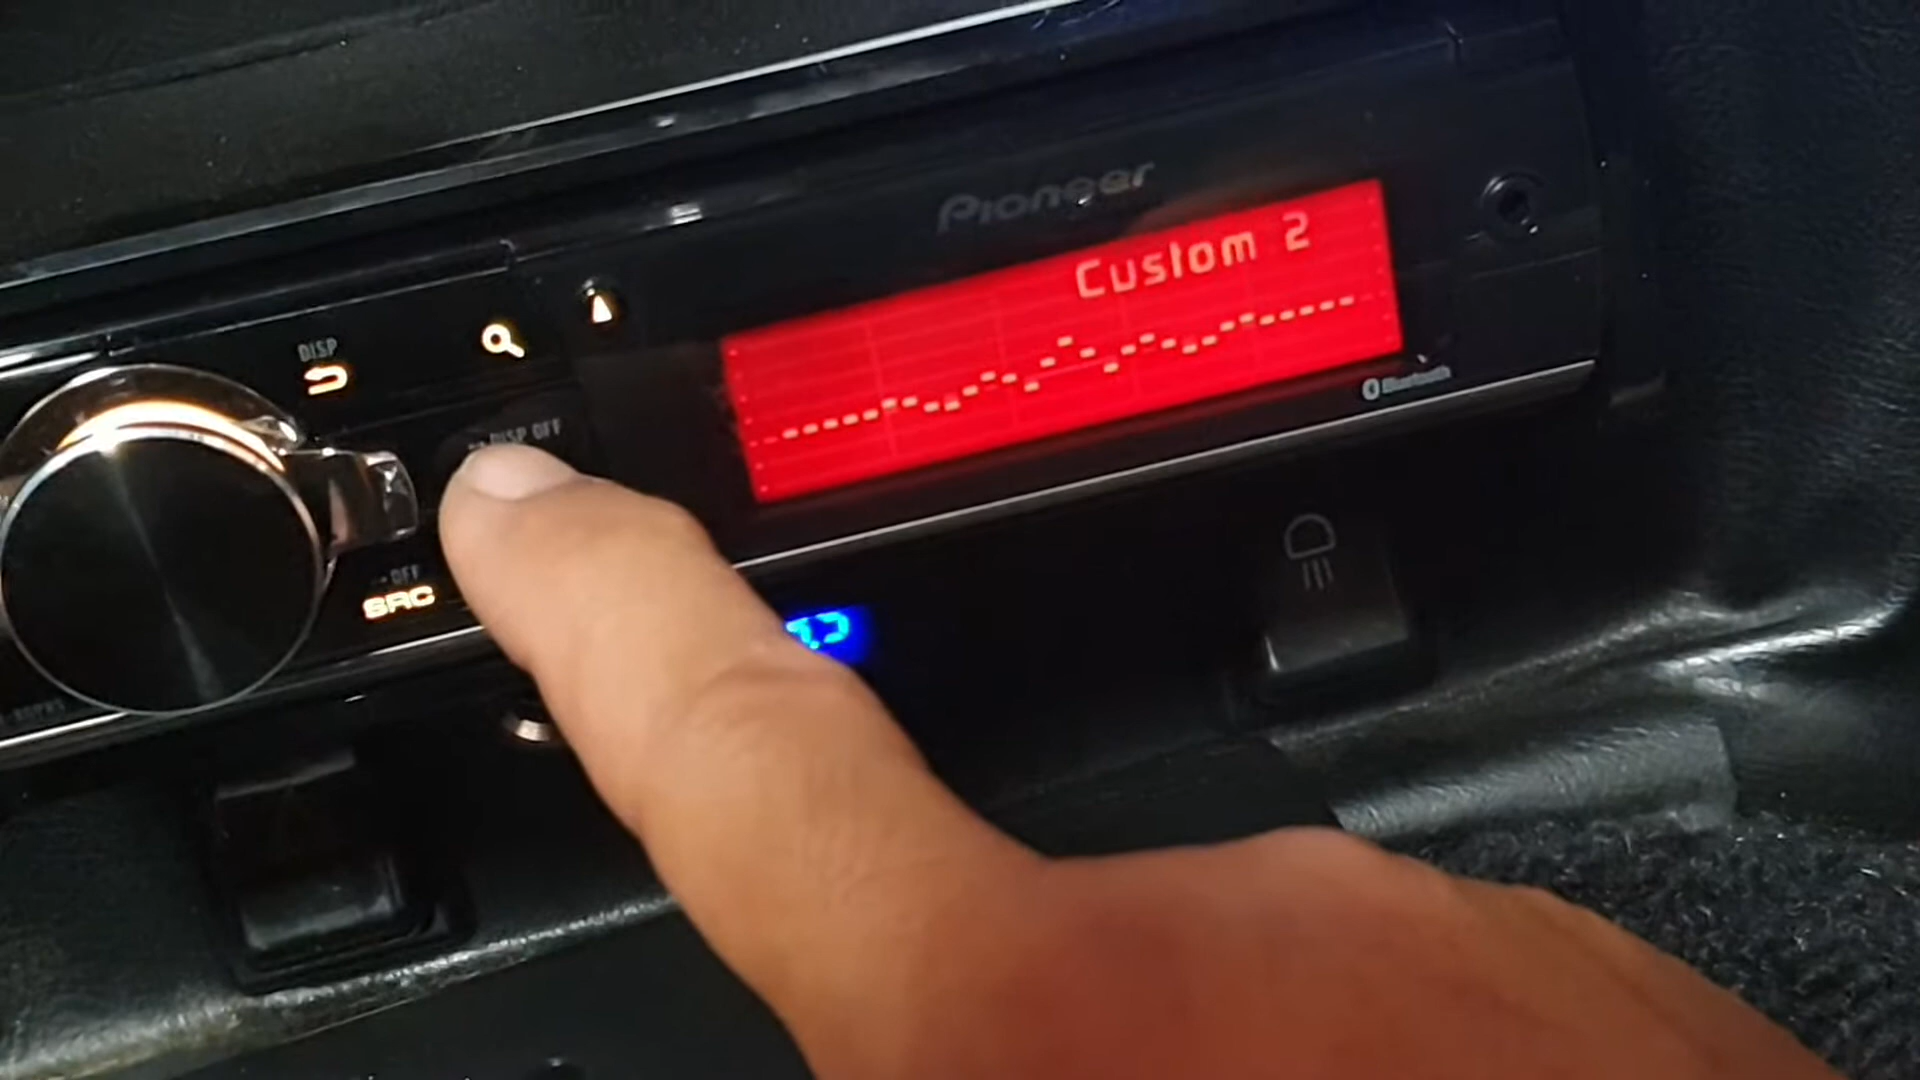 Pioneer
Custom 2
DISP
DISP OFF
Bluetooth
OFF
SRC